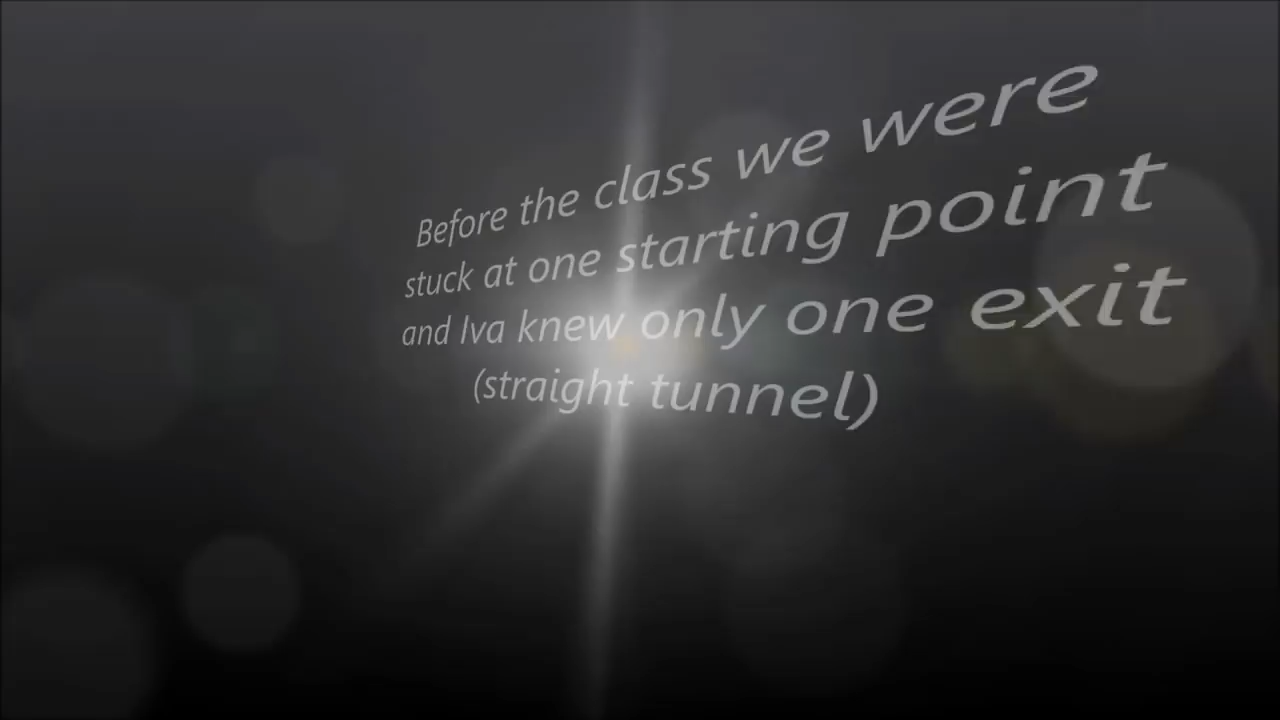 Before the class we were
stuck at one starting point
and Iva knew only one exit
(straight tunnel)